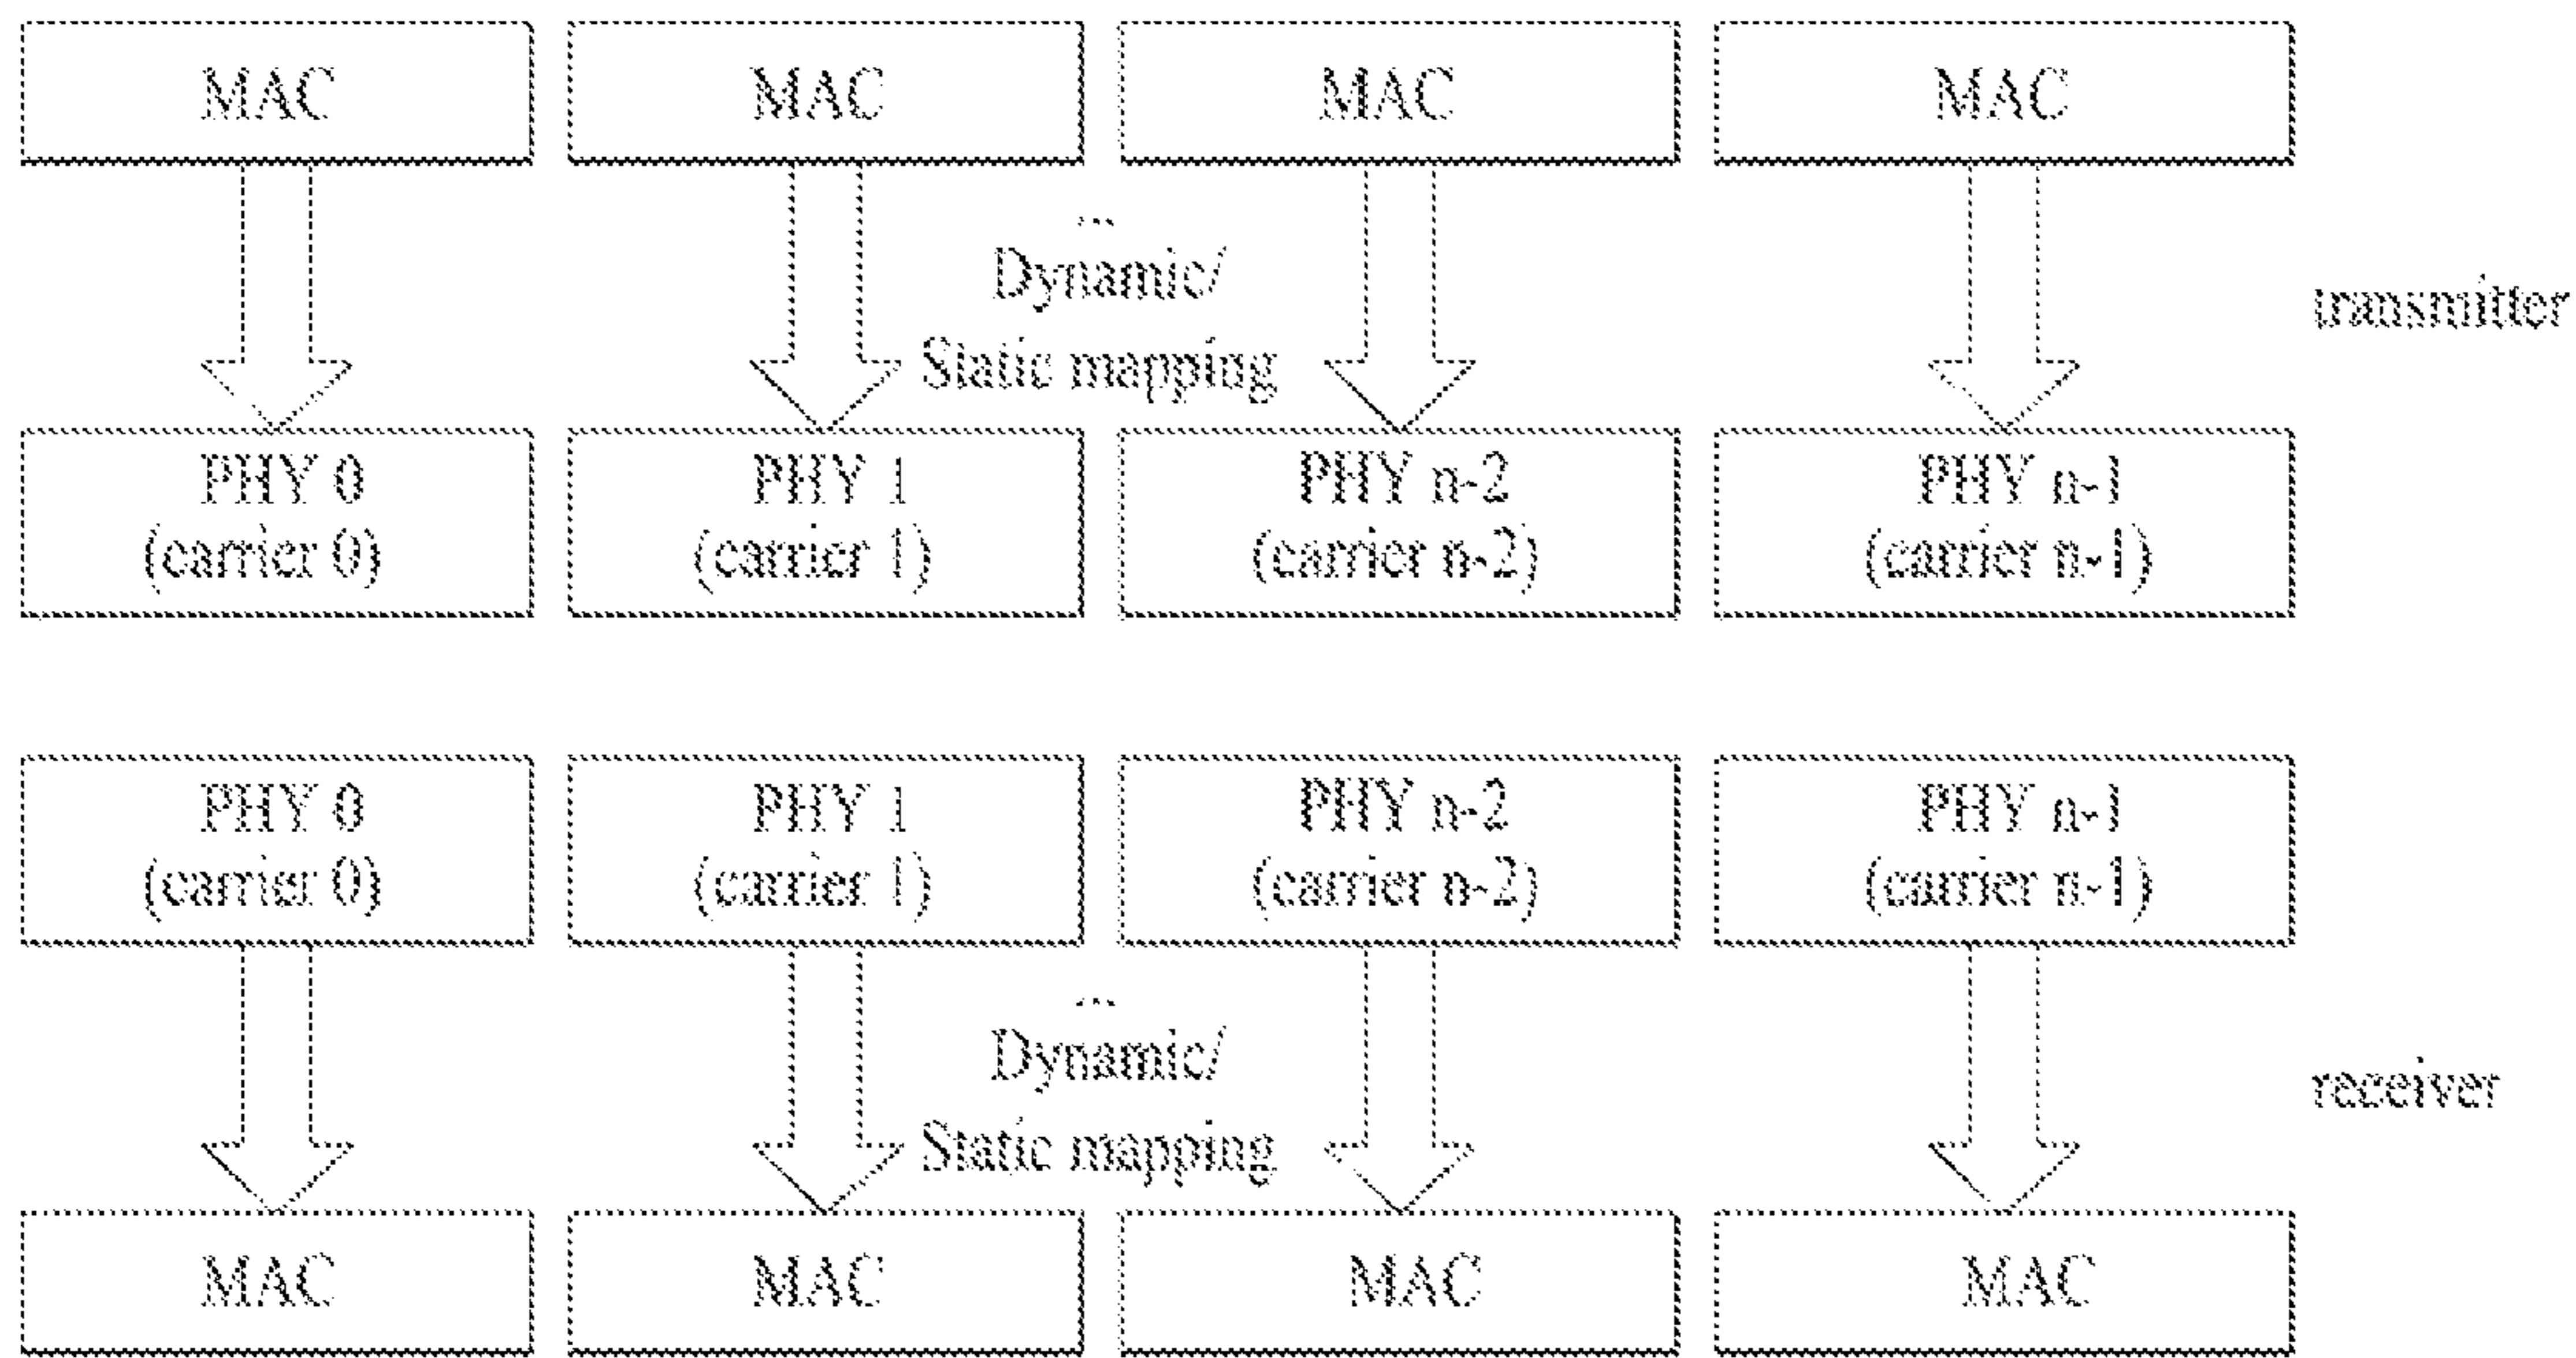 MAC
MAC
MAC
MAC
...
Dynamic/
Static mapping
transmitter
PHY 0
(carrier 0)
PHY 1
(carrier 1)
PHY n-2
(carrier n-2)
PHY n-1
(carrier n-1)
PHY 0
(carrier 0)
PHY 1
(carrier 1)
PHY n-2
(carrier n-2)
PHY n-1
(carrier n-1)
...
Dynamic/
Static mapping
receiver
MAC
MAC
MAC
MAC